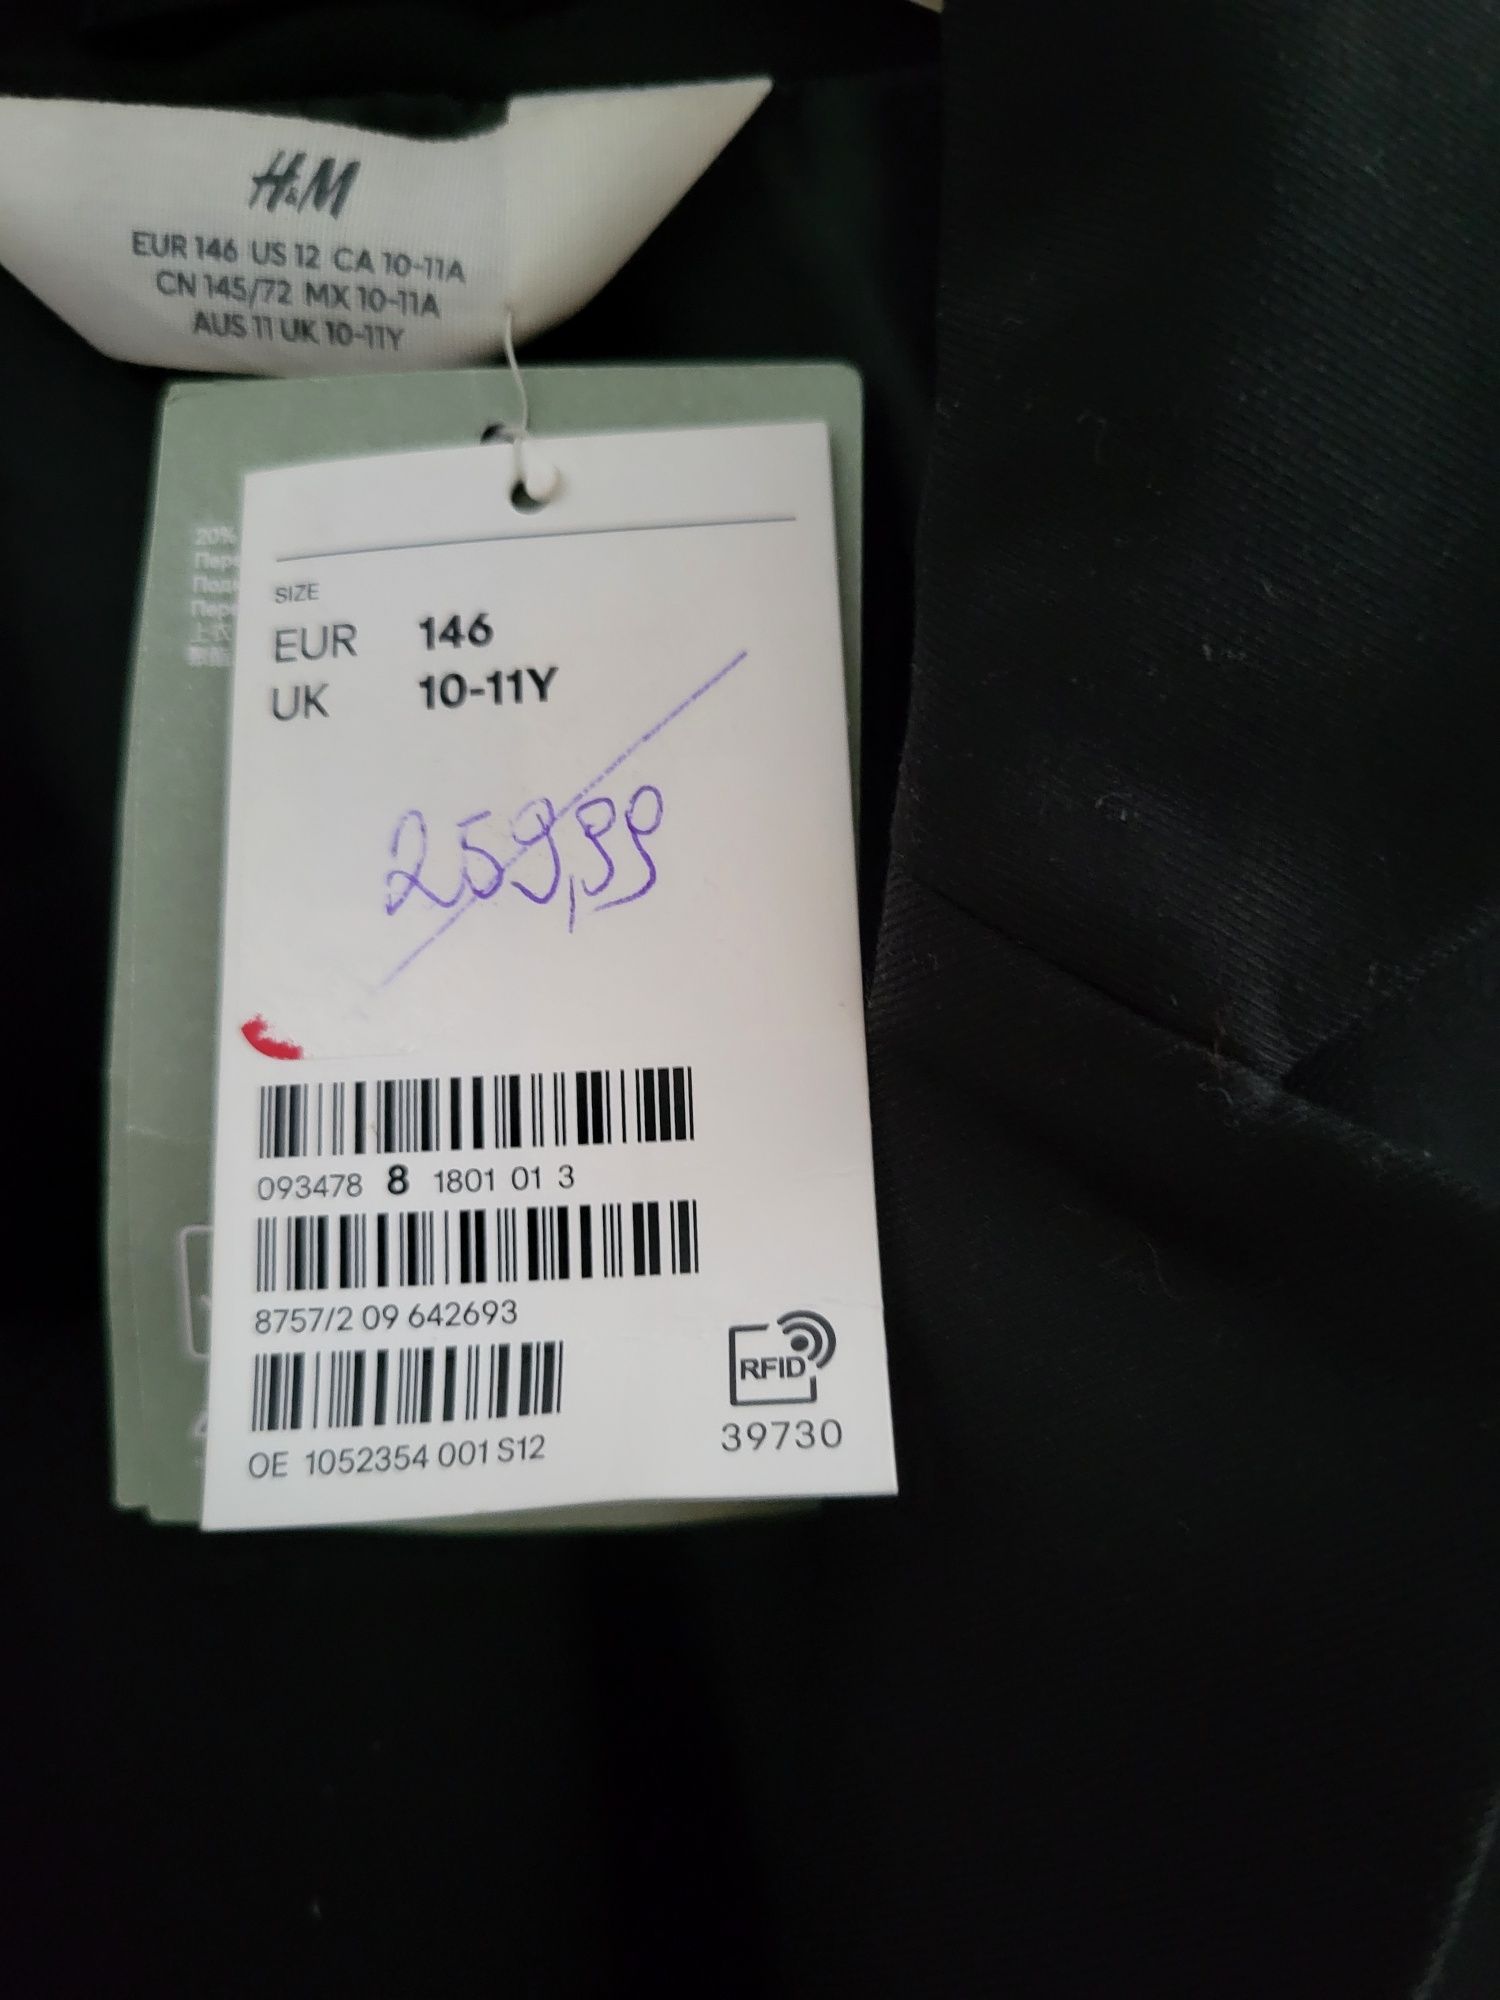 H&M
EUR 146 US 12 CA 10-11A
CN 145/72 MX 10-11A
AUS 11 UK 10-11Y
20%
SIZE
EUR 146
UK 10-11Y
259,99
093478 8 1801 01 3
8757/2 09 642693
RFID
39730
OE 1052354 001 S12